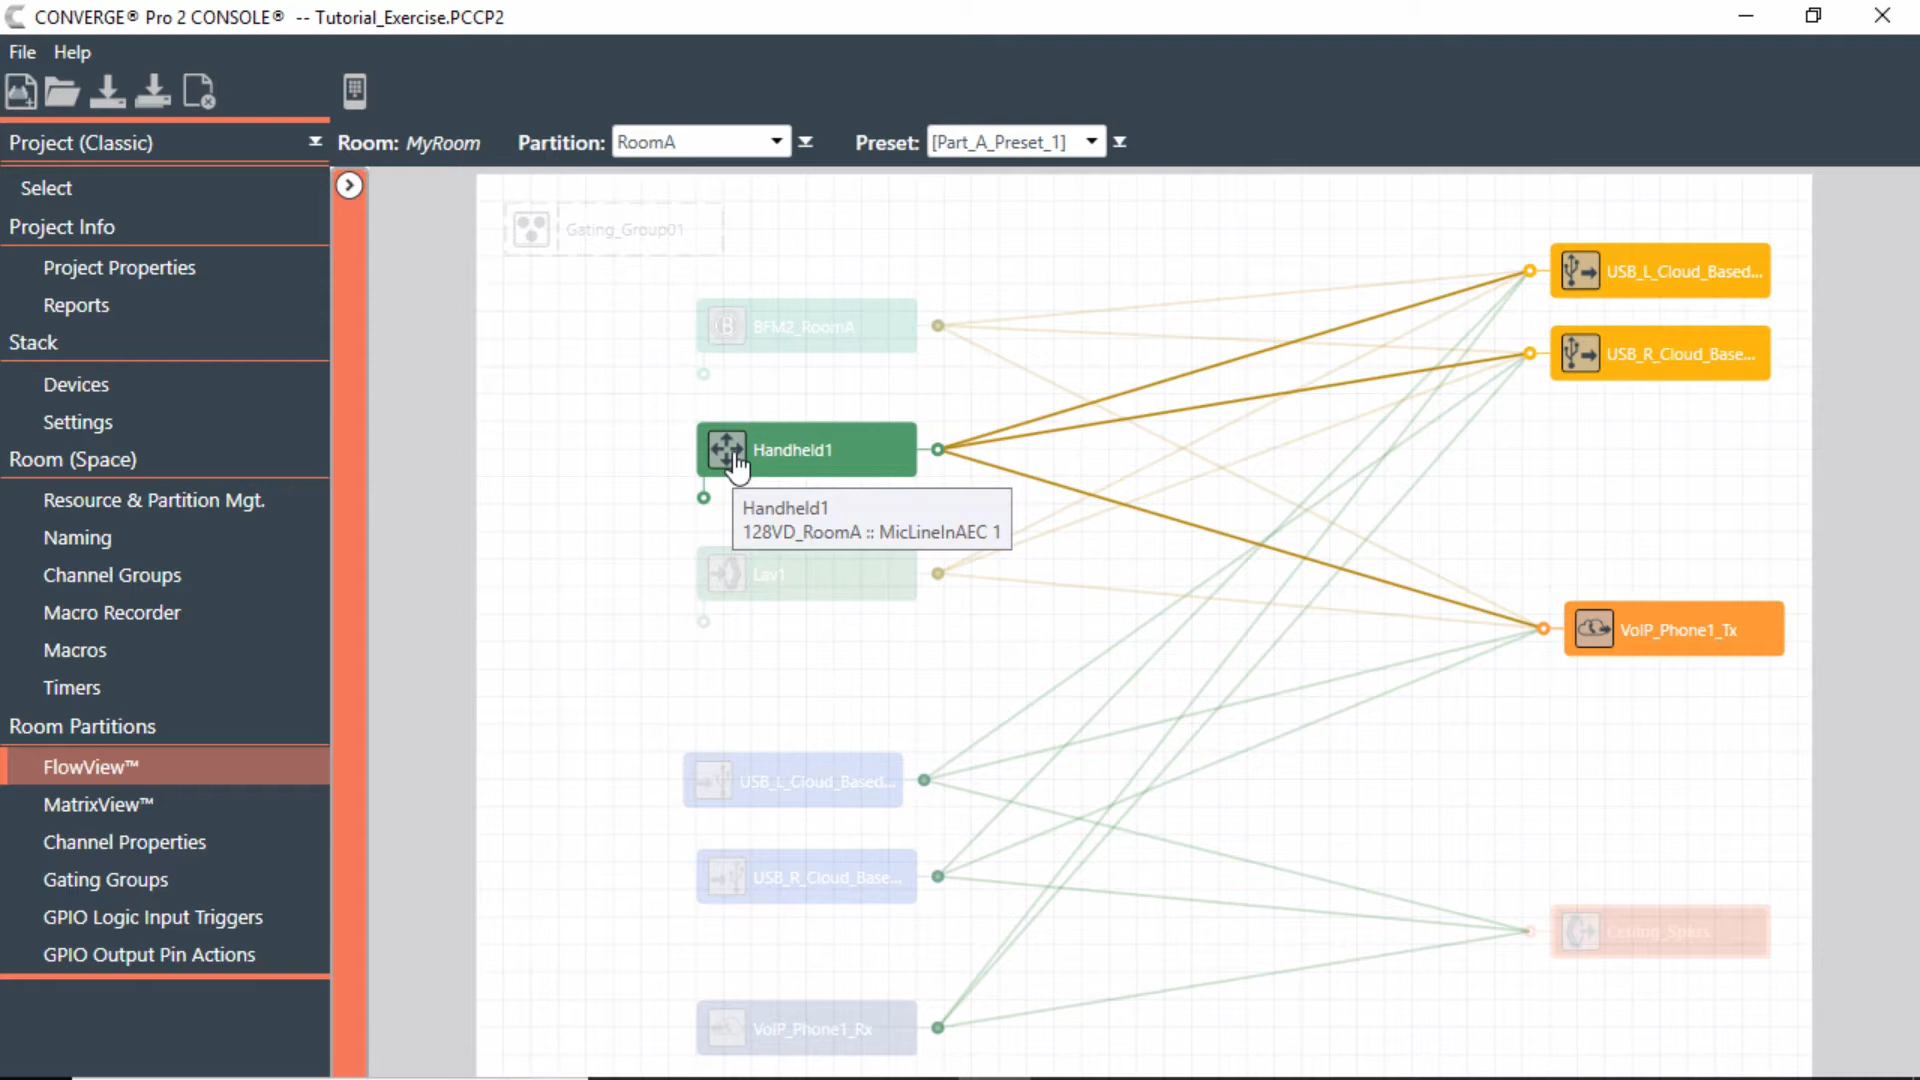 CONVERGE® Pro 2 CONSOLE® -- Tutorial_Exercise.PCCP2
File Help
Project (Classic)
Room: MyRoom Partition: RoomA Preset: [Part_A_Preset_1]
Select
Project Info
Project Properties
Reports
Stack
Devices
Settings
Room (Space)
Resource & Partition Mgt.
Naming
Channel Groups
Macro Recorder
Macros
Timers
Room Partitions
FlowView™
MatrixView™
Channel Properties
Gating Groups
GPIO Logic Input Triggers
GPIO Output Pin Actions
Gating_Group01
BFM2_RoomA
Handheld1
Handheld1
128VD_RoomA :: MicLineInAEC 1
Lav1
USB_L_Cloud_Based...
USB_R_Cloud_Base...
VoIP_Phone1_Rx
USB_L_Cloud_Based...
USB_R_Cloud_Base...
VoIP_Phone1_Tx
Ceiling_Spkrs